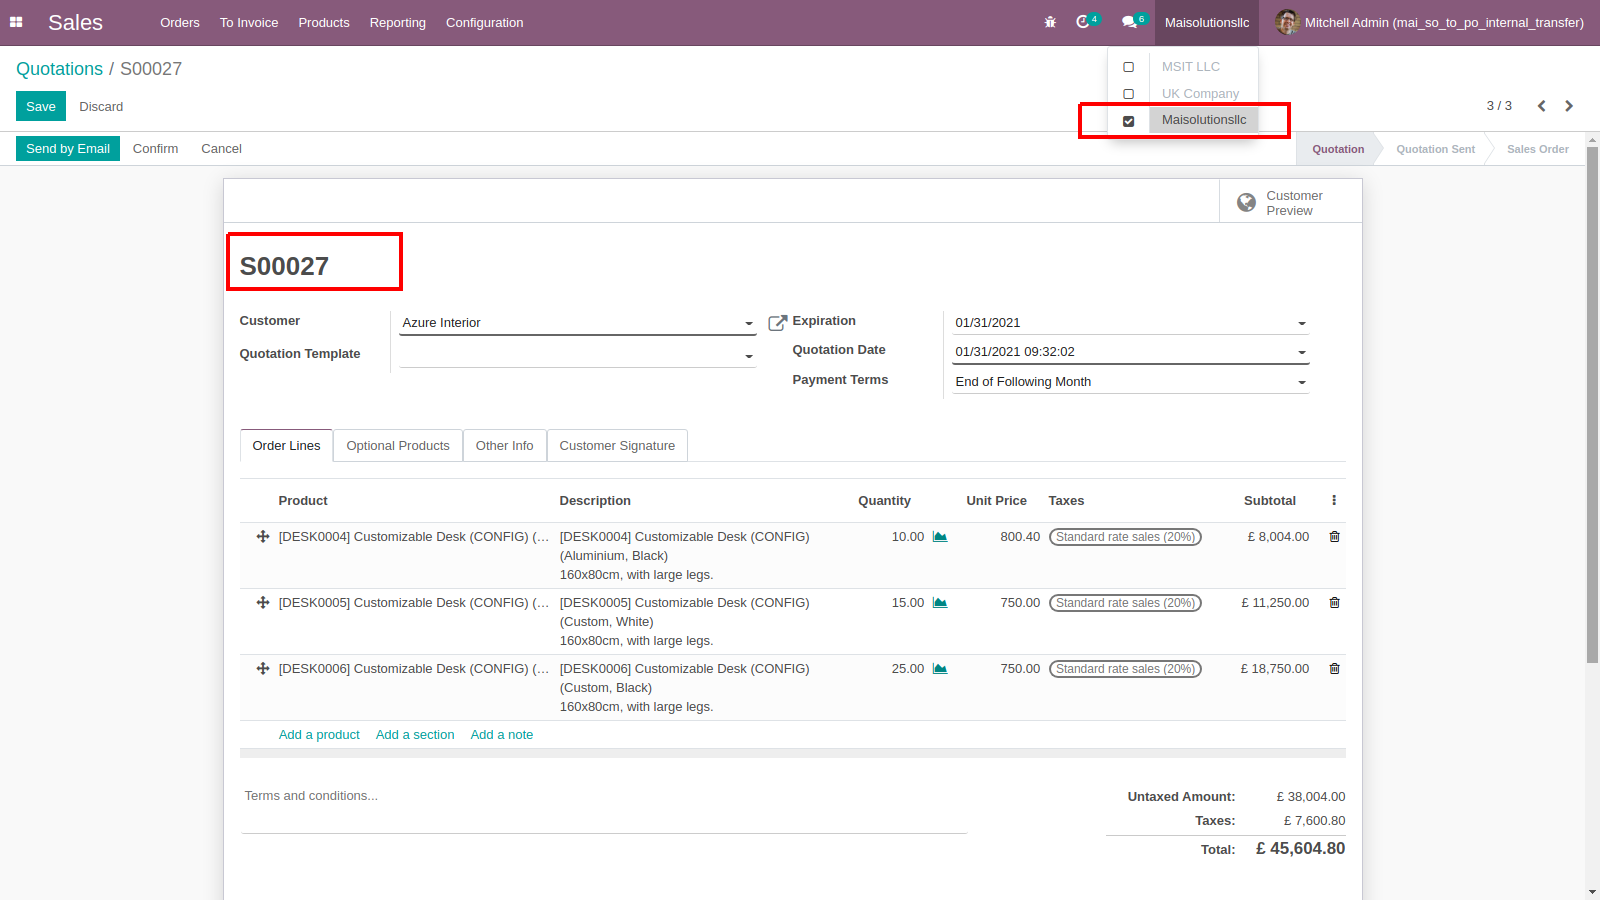 Sales Orders To Invoice Products Reporting Configuration 4 6 Maisolutionsllc Mitchell Admin (mai_so_to_po_internal_transfer)
MSIT LLC
UK Company
Maisolutionsllc
Quotations / S00027
Save Discard
3 / 3
Send by Email Confirm Cancel
Quotation Quotation Sent Sales Order
Customer
Preview
S00027
Customer Azure Interior
Quotation Template
Expiration 01/31/2021
Quotation Date 01/31/2021 09:32:02
Payment Terms End of Following Month
Order Lines Optional Products Other Info Customer Signature
Product Description Quantity Unit Price Taxes Subtotal
[DESK0004] Customizable Desk (CONFIG) (... [DESK0004] Customizable Desk (CONFIG) 10.00 800.40 Standard rate sales (20%) £ 8,004.00
(Aluminium, Black)
160x80cm, with large legs.
[DESK0005] Customizable Desk (CONFIG) (... [DESK0005] Customizable Desk (CONFIG) 15.00 750.00 Standard rate sales (20%) £ 11,250.00
(Custom, White)
160x80cm, with large legs.
[DESK0006] Customizable Desk (CONFIG) (... [DESK0006] Customizable Desk (CONFIG) 25.00 750.00 Standard rate sales (20%) £ 18,750.00
(Custom, Black)
160x80cm, with large legs.
Add a product Add a section Add a note
Terms and conditions...
Untaxed Amount: £ 38,004.00
Taxes: £ 7,600.80
Total: £ 45,604.80